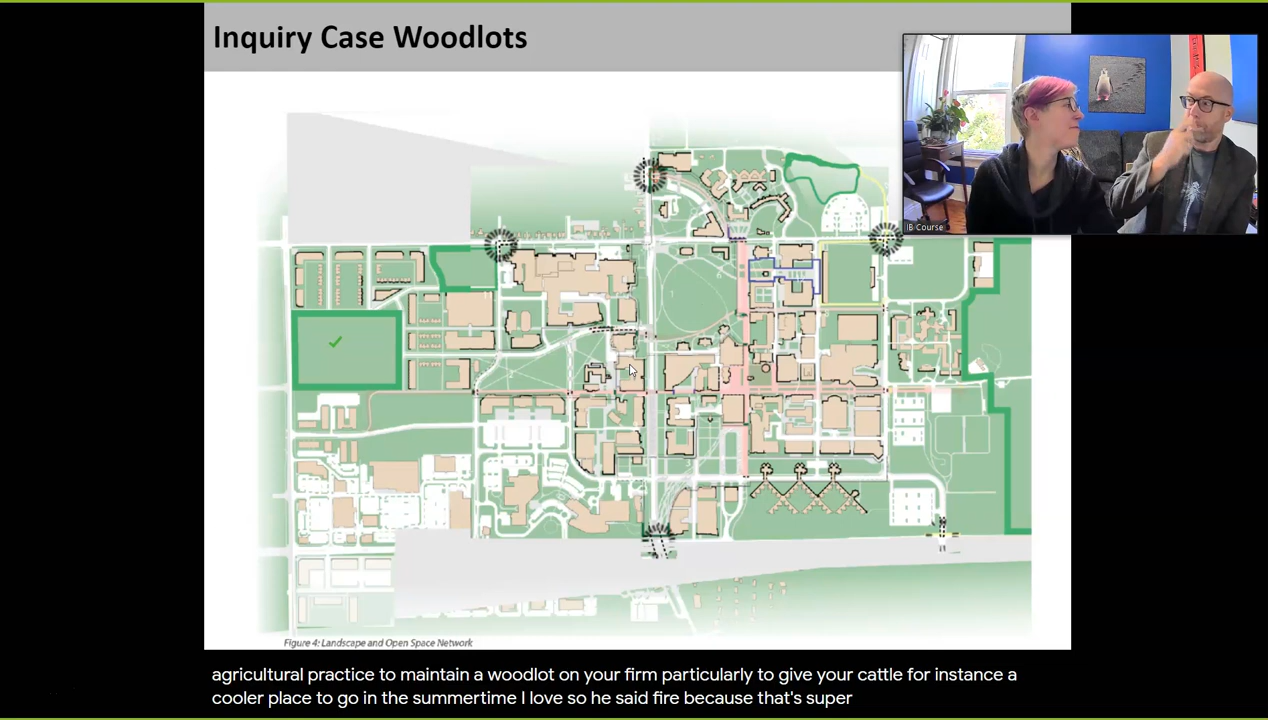 Inquiry Case Woodlots
IB Course
Figure 4: Landscape and Open Space Network
agricultural practice to maintain a woodlot on your firm particularly to give your cattle for instance a
cooler place to go in the summertime I love so he said fire because that's super